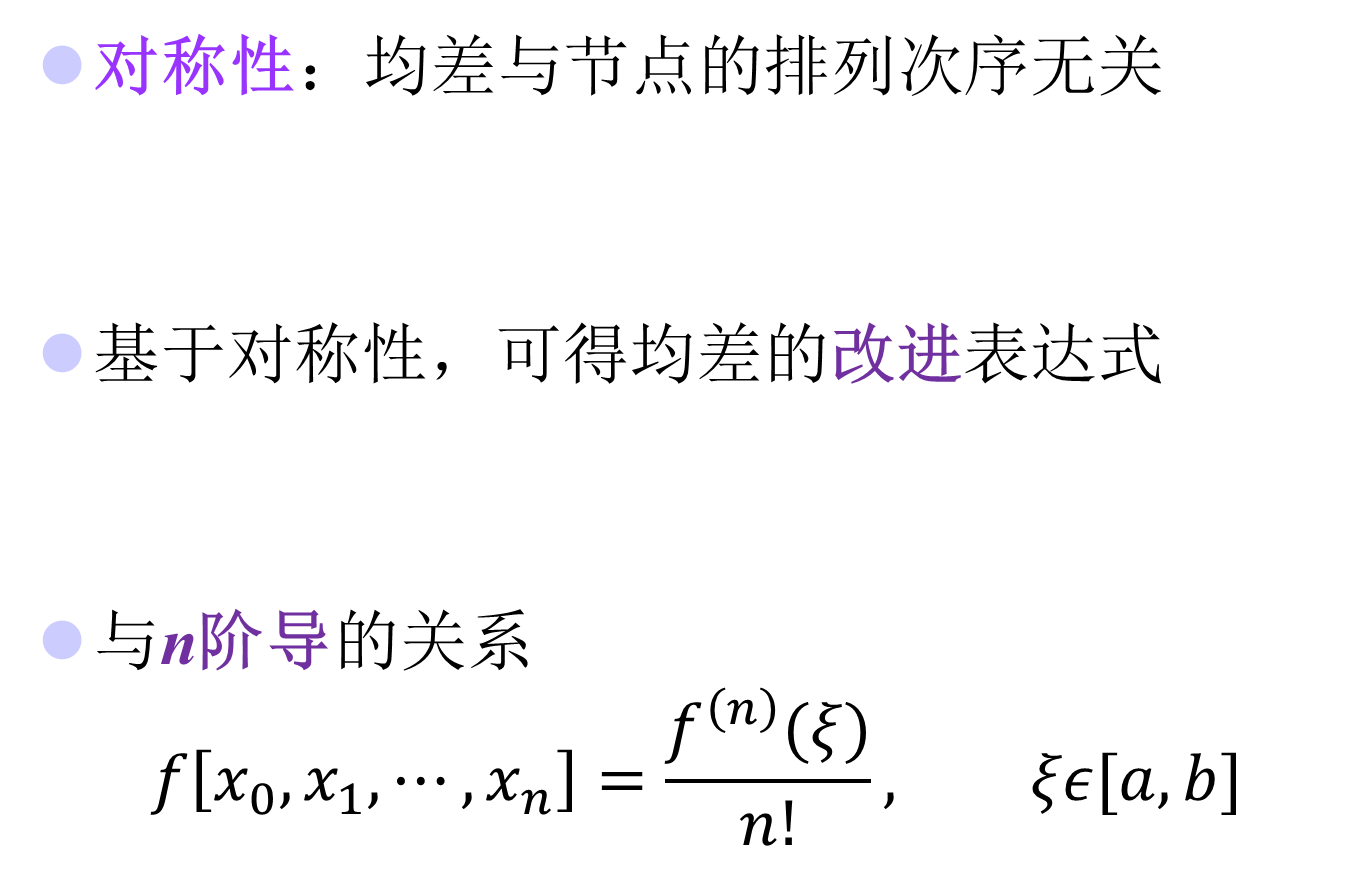 ●对称性：均差与节点的排列次序无关
●基于对称性，可得均差的改进表达式
●与n阶导的关系
f[x₀, x₁, ⋯, xₙ] = f⁽ⁿ⁾(ξ)/n!, ξϵ[a, b]